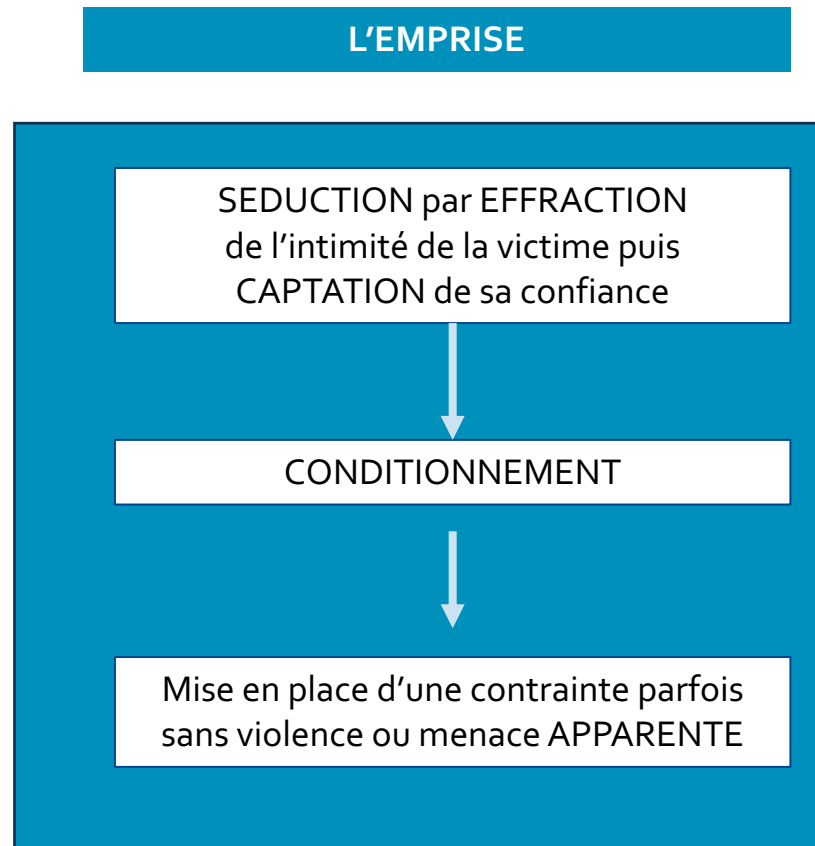 L’EMPRISE
SEDUCTION par EFFRACTION
de l’intimité de la victime puis
CAPTATION de sa confiance
CONDITIONNEMENT
Mise en place d’une contrainte parfois
sans violence ou menace APPARENTE